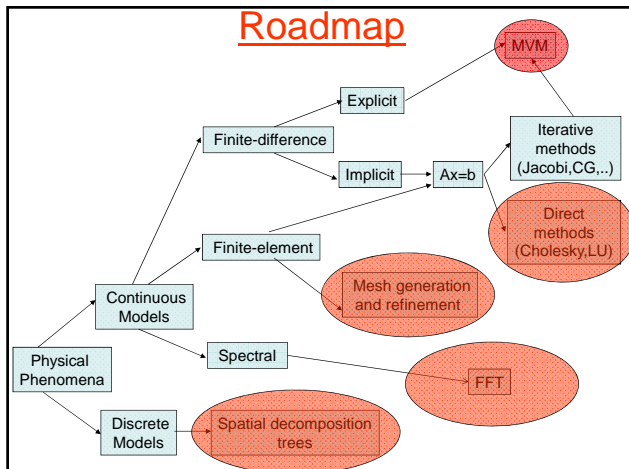 Roadmap
MVM
Explicit
Finite-difference
Iterative
methods
(Jacobi,CG,..)
Implicit
Ax=b
Direct
methods
(Cholesky,LU)
Finite-element
Mesh generation
and refinement
Continuous
Models
Physical
Phenomena
Spectral
FFT
Discrete
Models
Spatial decomposition
trees